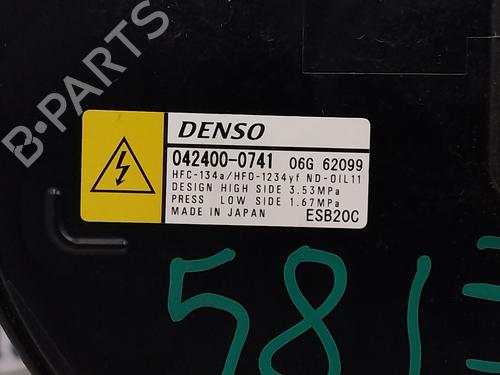 B-PARTS
DENSO
042400-0741 06G 62099
HFC-134a/HFO-1234yf ND-OIL11
DESIGN HIGH SIDE 3.53MPa
PRESS LOW SIDE 1.67MPa
MADE IN JAPAN ESB20C